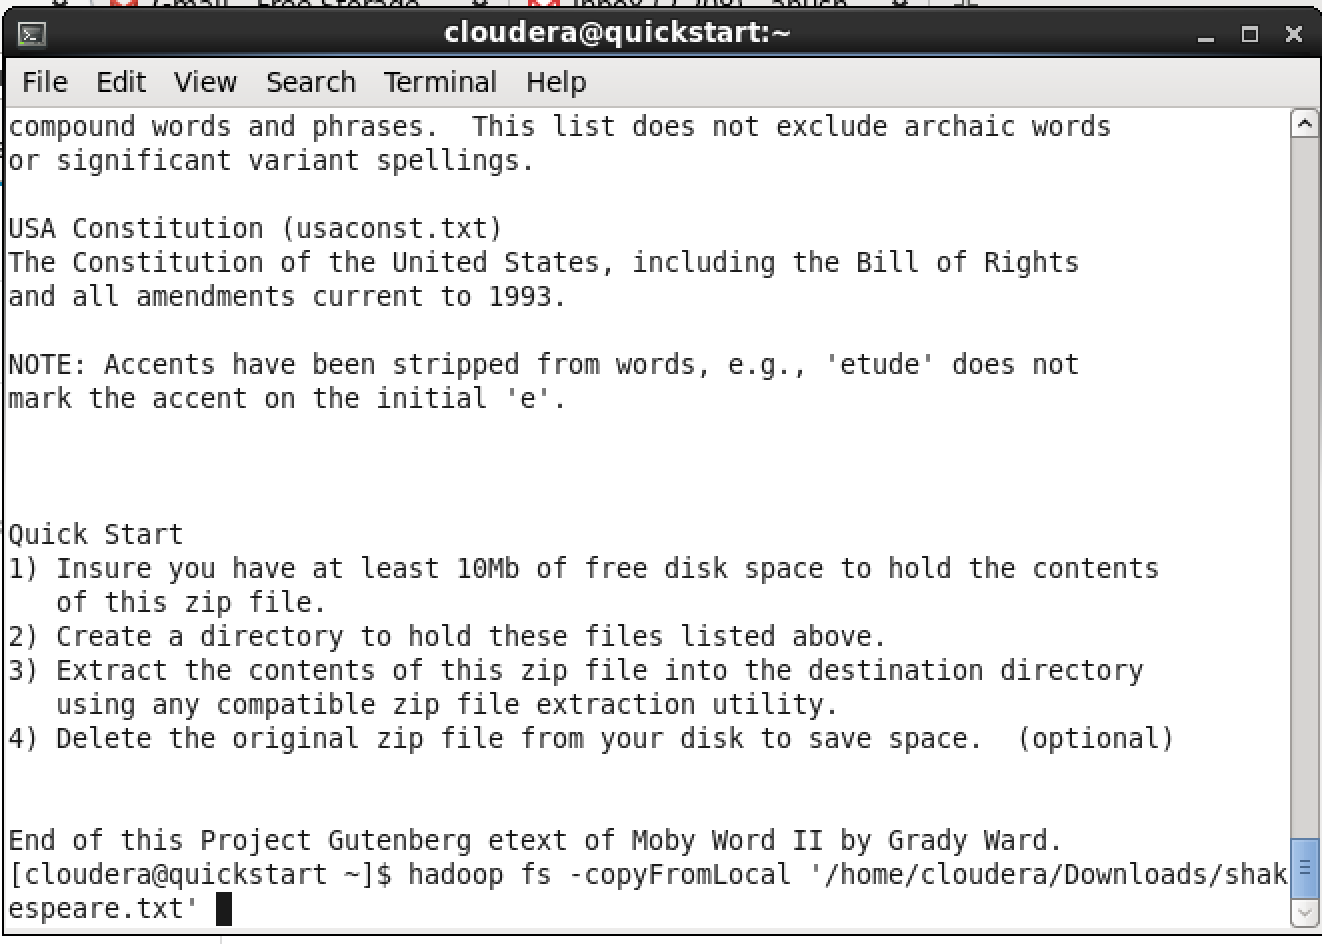 cloudera@quickstart:~
File Edit View Search Terminal Help
compound words and phrases.  This list does not exclude archaic words
or significant variant spellings.
USA Constitution (usaconst.txt)
The Constitution of the United States, including the Bill of Rights
and all amendments current to 1993.
NOTE: Accents have been stripped from words, e.g., 'etude' does not
mark the accent on the initial 'e'.
Quick Start
1) Insure you have at least 10Mb of free disk space to hold the contents
   of this zip file.
2) Create a directory to hold these files listed above.
3) Extract the contents of this zip file into the destination directory
   using any compatible zip file extraction utility.
4) Delete the original zip file from your disk to save space.  (optional)
End of this Project Gutenberg etext of Moby Word II by Grady Ward.
[cloudera@quickstart ~]$ hadoop fs -copyFromLocal '/home/cloudera/Downloads/shak
espeare.txt'